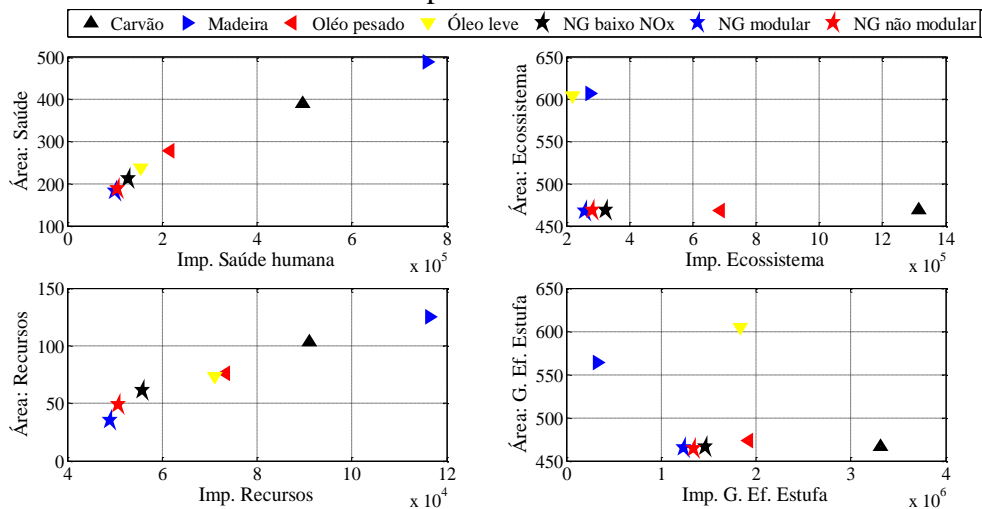 Carvão Madeira Oléo pesado Óleo leve NG baixo NOx NG modular NG não modular
500
400
300
200
100
Área: Saúde
0 2 4 6 8
Imp. Saúde humana
x 10^5
650
600
550
500
450
Área: Ecossistema
2 4 6 8 10 12 14
Imp. Ecossistema
x 10^5
150
100
50
0
Área: Recursos
4 6 8 10 12
Imp. Recursos
x 10^4
650
600
550
500
450
Área: G. Ef. Estufa
0 1 2 3 4
Imp. G. Ef. Estufa
x 10^6